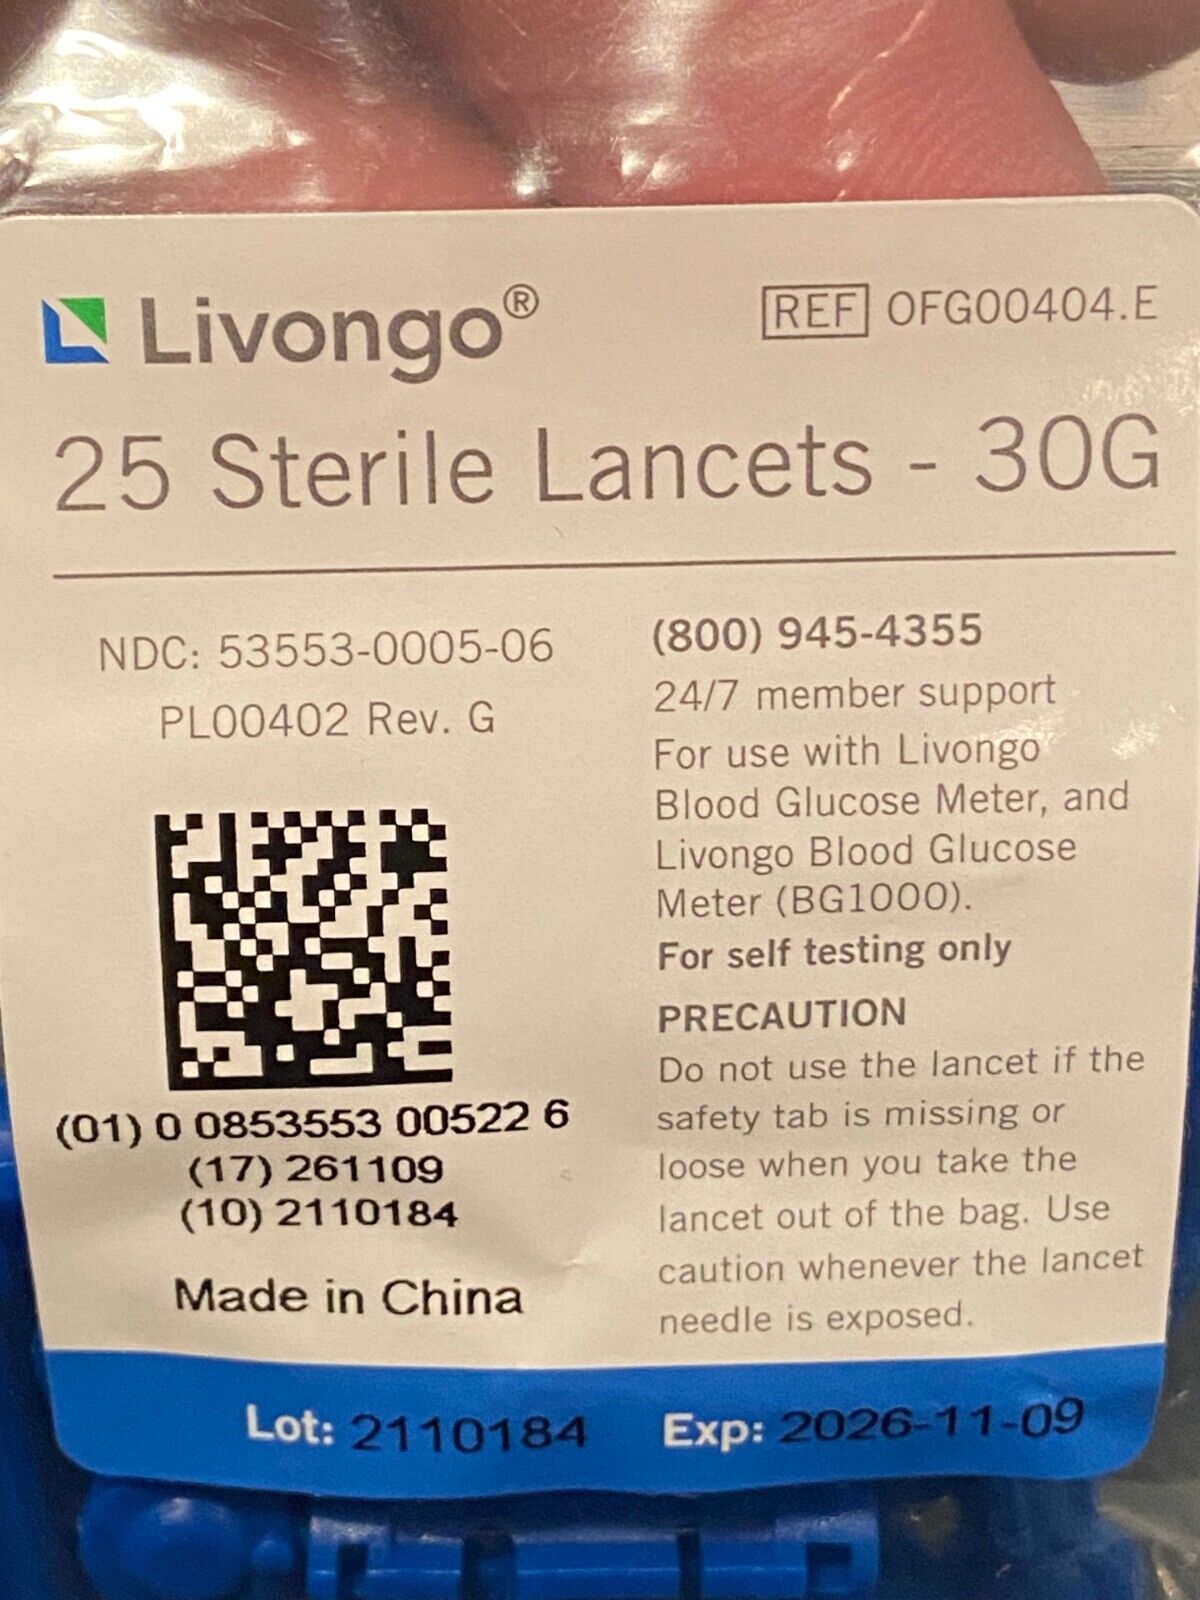 Livongo®
REF OFG00404.E
25 Sterile Lancets - 30G
NDC: 53553-0005-06
PL00402 Rev. G
(01) 0 0853553 00522 6
(17) 261109
(10) 2110184
Made in China
(800) 945-4355
24/7 member support
For use with Livongo
Blood Glucose Meter, and
Livongo Blood Glucose
Meter (BG1000).
For self testing only
PRECAUTION
Do not use the lancet if the
safety tab is missing or
loose when you take the
lancet out of the bag. Use
caution whenever the lancet
needle is exposed.
Lot: 2110184
Exp: 2026-11-09